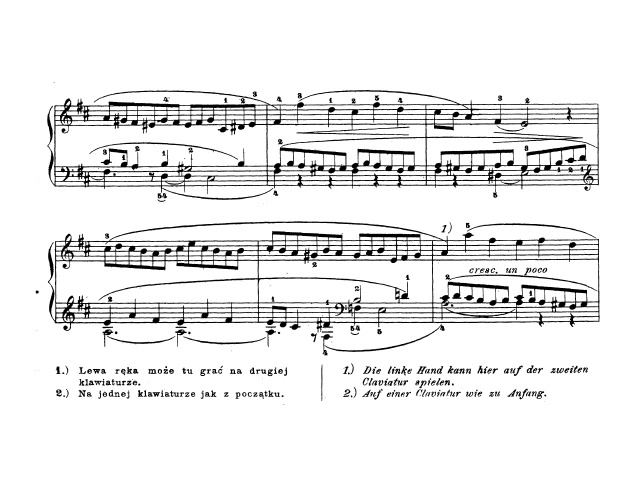 1)
cresc. un poco
1.) Lewa ręka może tu grać na drugiej
klawiaturze.
2.) Na jednej klawiaturze jak z początku.
1.) Die linke Hand kann hier auf der zweiten
Claviatur spielen.
2.) Auf einer Claviatur wie zu Anfang.